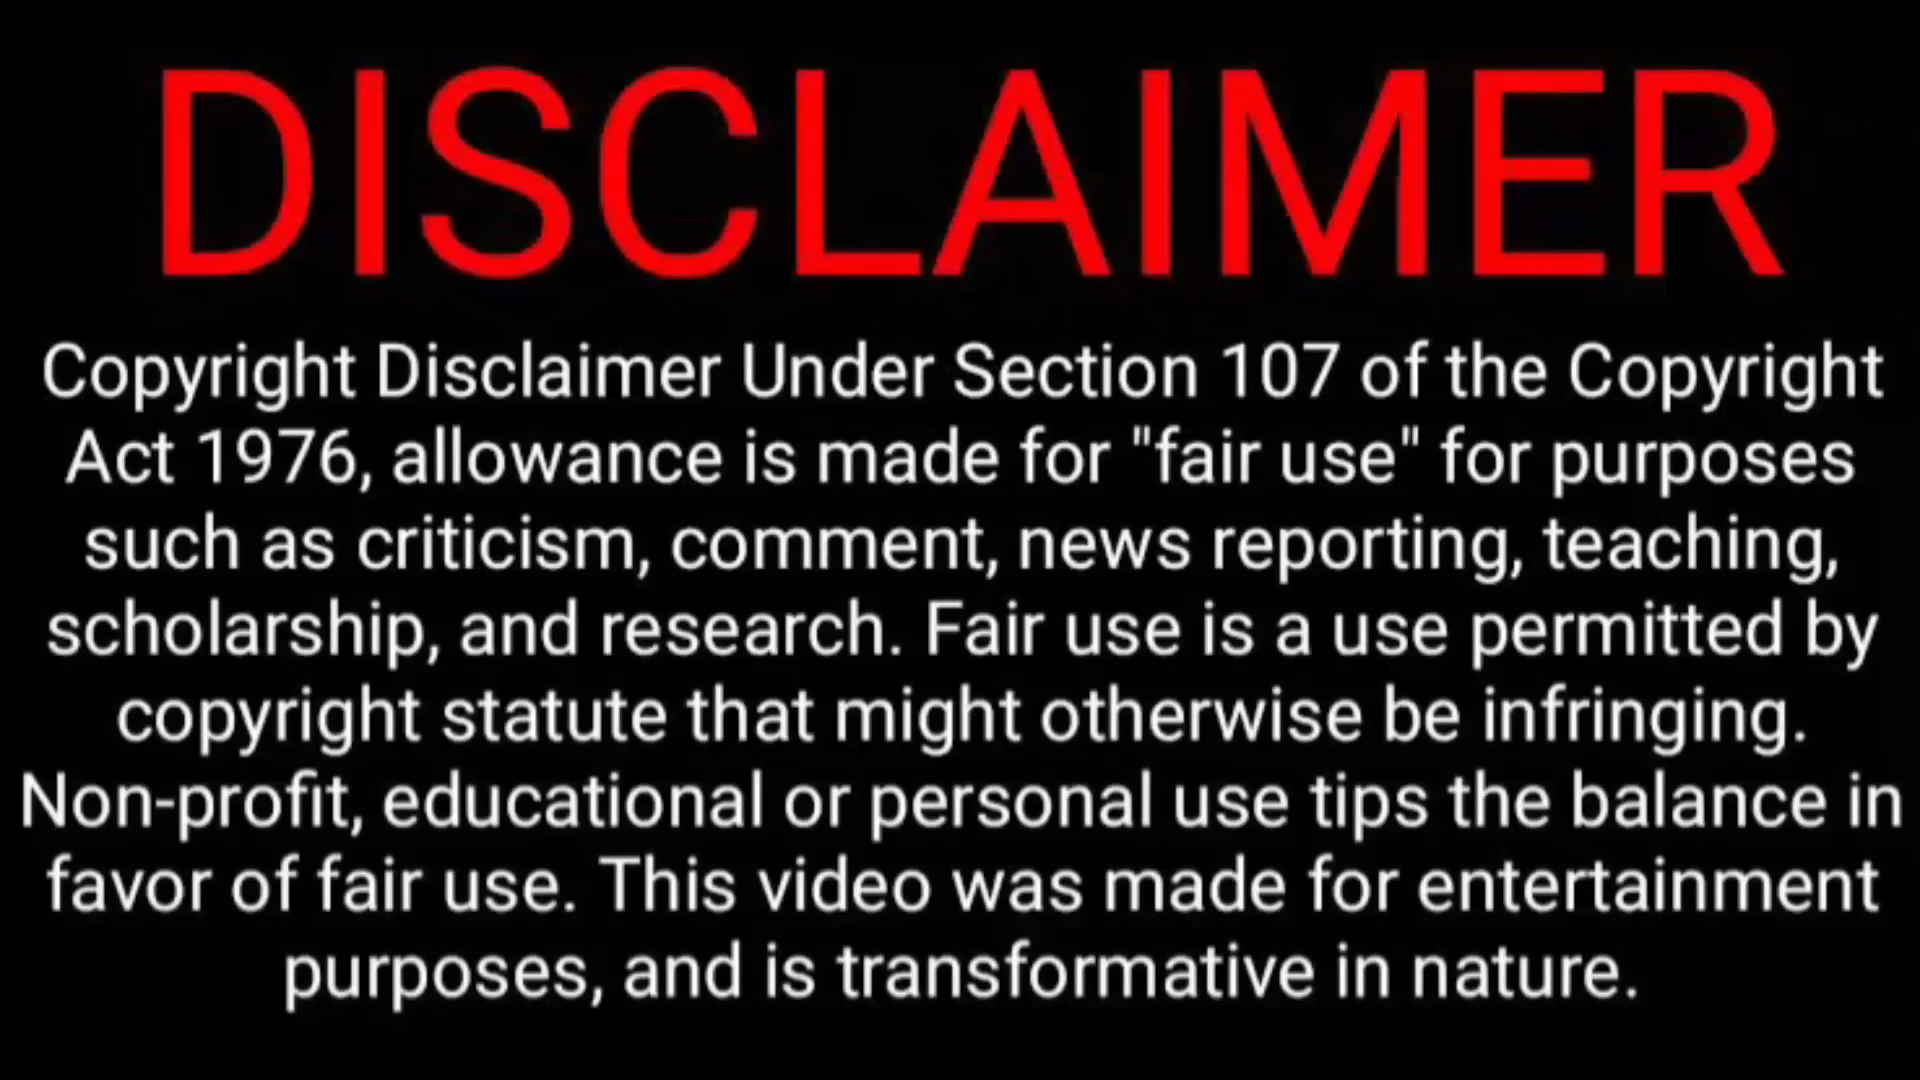 DISCLAIMER
Copyright Disclaimer Under Section 107 of the Copyright
Act 1976, allowance is made for "fair use" for purposes
such as criticism, comment, news reporting, teaching,
scholarship, and research. Fair use is a use permitted by
copyright statute that might otherwise be infringing.
Non-profit, educational or personal use tips the balance in
favor of fair use. This video was made for entertainment
purposes, and is transformative in nature.